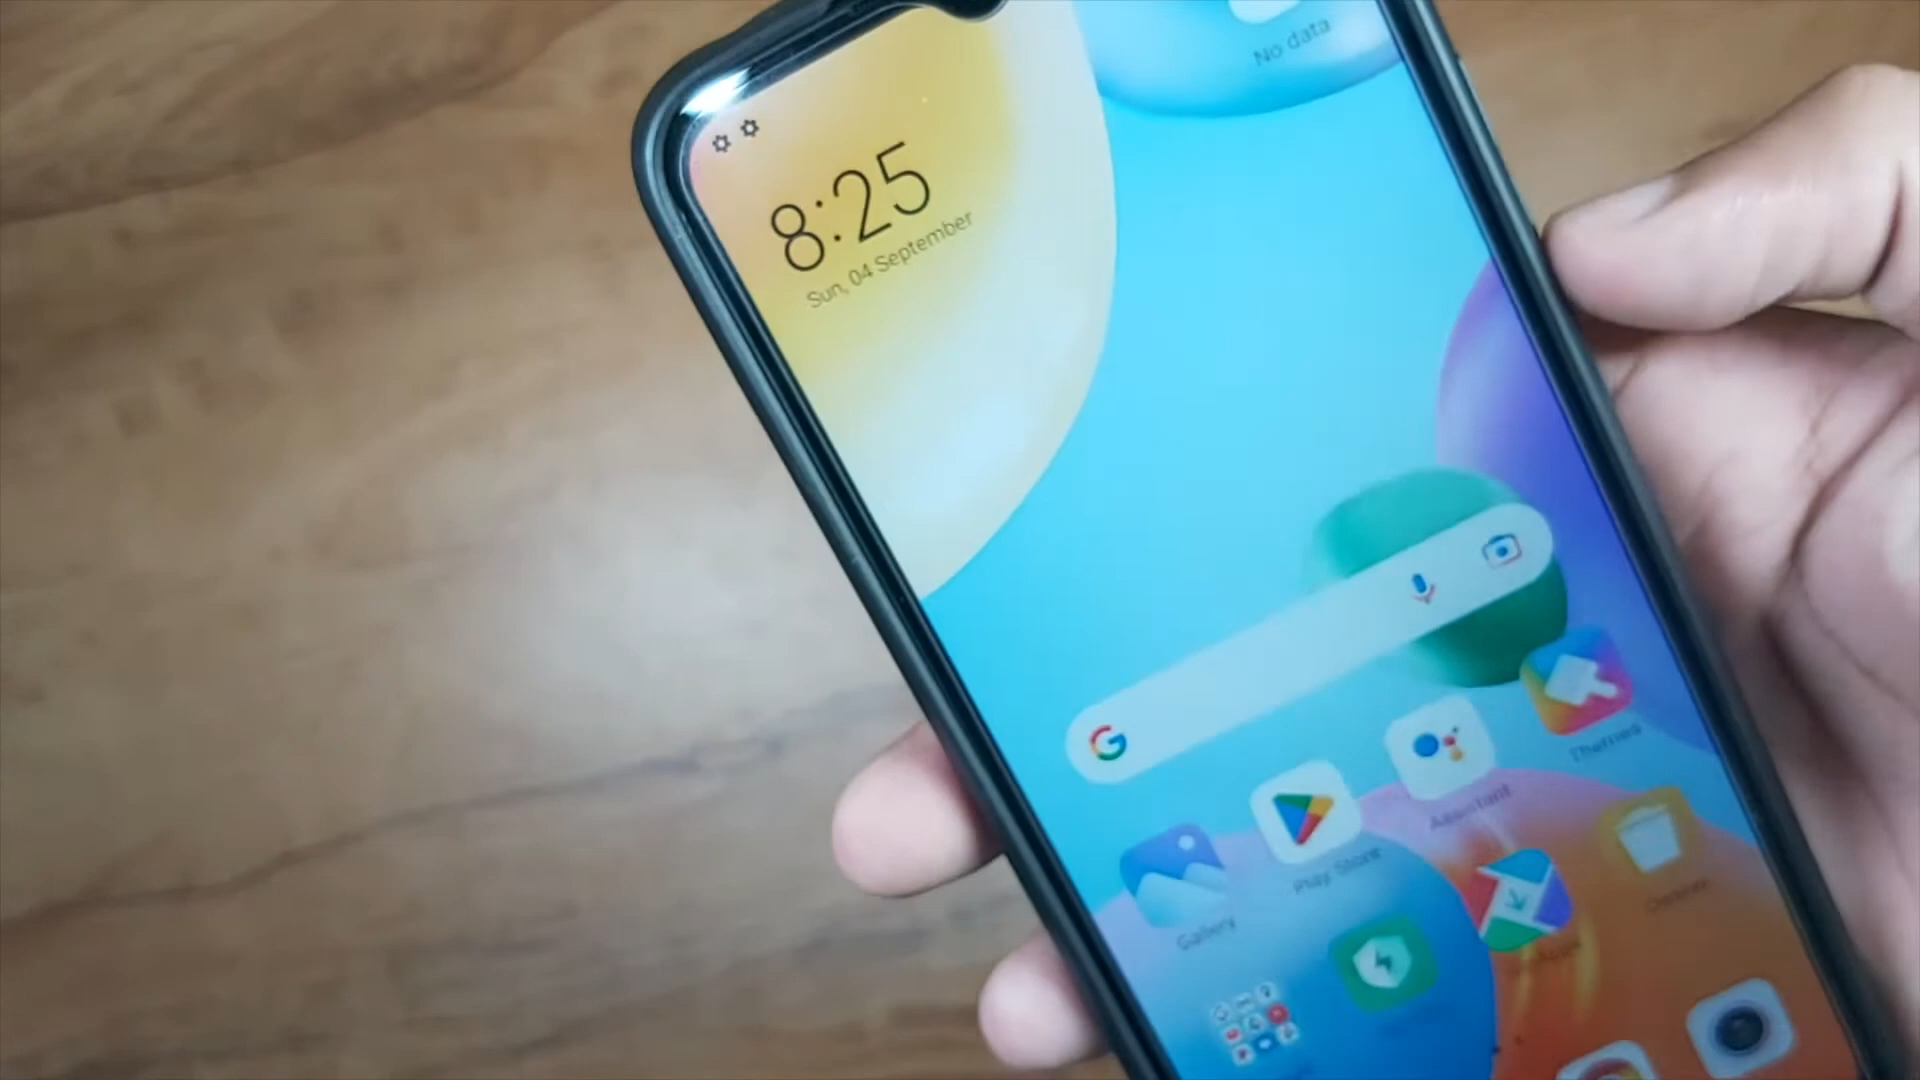 No data
8:25
Sun, 04 September
Themes
Assistant
Play Store
Gallery